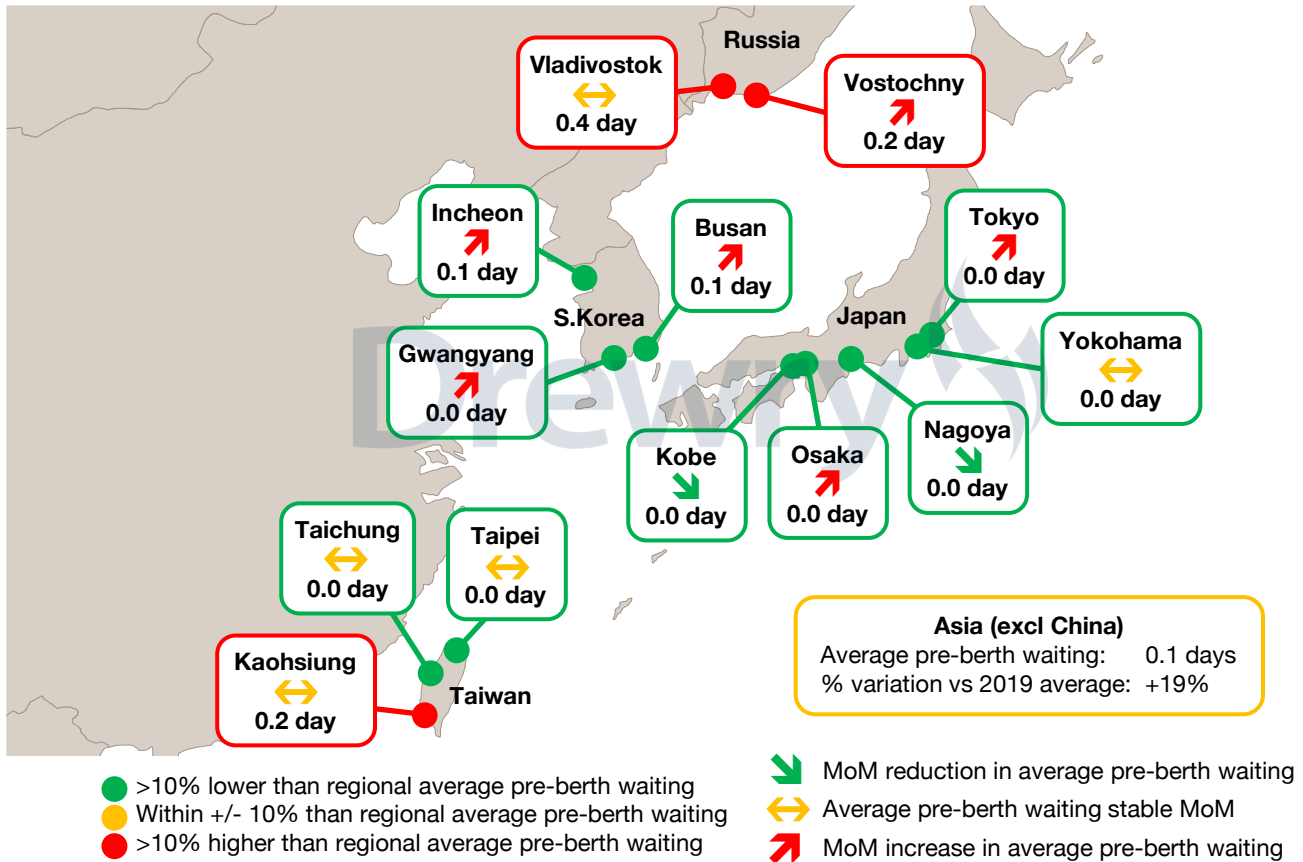 Russia
Vladivostok
0.4 day
Vostochny
0.2 day
Incheon
0.1 day
Busan
0.1 day
Tokyo
0.0 day
S.Korea
Japan
Gwangyang
0.0 day
Yokohama
0.0 day
Drewry
Kobe
0.0 day
Osaka
0.0 day
Nagoya
0.0 day
Taichung
0.0 day
Taipei
0.0 day
Kaohsiung
0.2 day
Taiwan
Asia (excl China)
Average pre-berth waiting: 0.1 days
% variation vs 2019 average: +19%
>10% lower than regional average pre-berth waiting
Within +/- 10% than regional average pre-berth waiting
>10% higher than regional average pre-berth waiting
MoM reduction in average pre-berth waiting
Average pre-berth waiting stable MoM
MoM increase in average pre-berth waiting